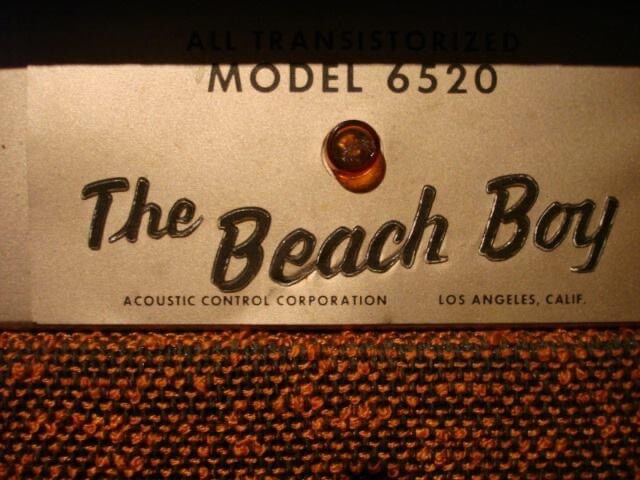 ALL TRANSISTORIZED
MODEL 6520
The Beach Boy
ACOUSTIC CONTROL CORPORATION LOS ANGELES, CALIF.